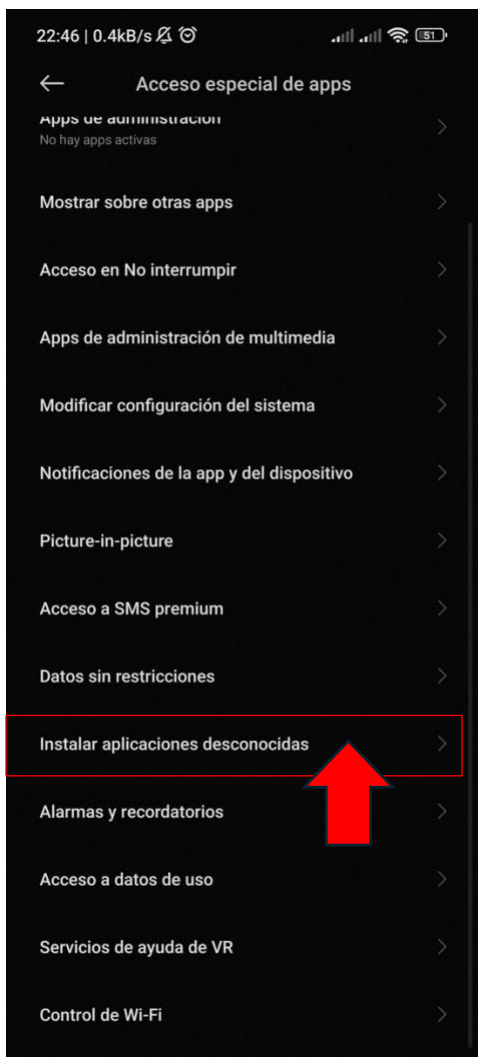 22:46 | 0.4kB/s 51
Acceso especial de apps
Apps de administración
No hay apps activas
Mostrar sobre otras apps
Acceso en No interrumpir
Apps de administración de multimedia
Modificar configuración del sistema
Notificaciones de la app y del dispositivo
Picture-in-picture
Acceso a SMS premium
Datos sin restricciones
Instalar aplicaciones desconocidas
Alarmas y recordatorios
Acceso a datos de uso
Servicios de ayuda de VR
Control de Wi-Fi